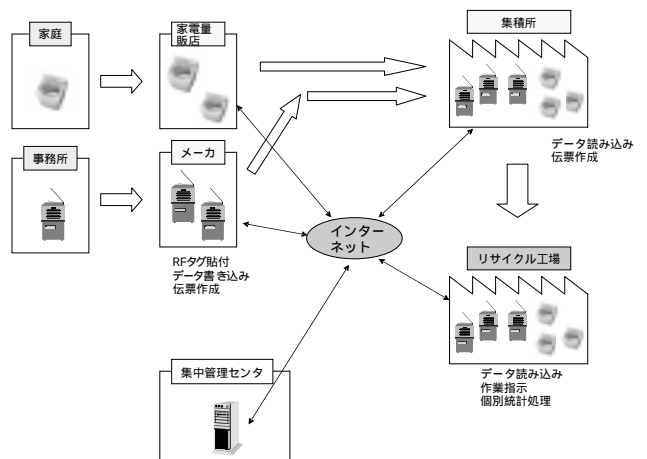 家庭
家電量
販店
集積所
データ読み込み
伝票作成
事務所
メーカ
RFタグ貼付
データ書き込み
伝票作成
インター
ネット
リサイクル工場
データ読み込み
作業指示
個別統計処理
集中管理センタ